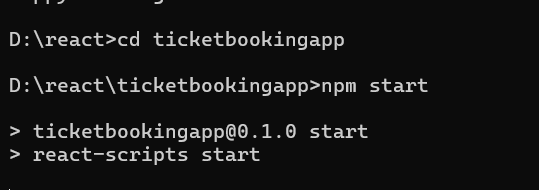 D:\react>cd ticketbookingapp
D:\react\ticketbookingapp>npm start
> ticketbookingapp@0.1.0 start
> react-scripts start